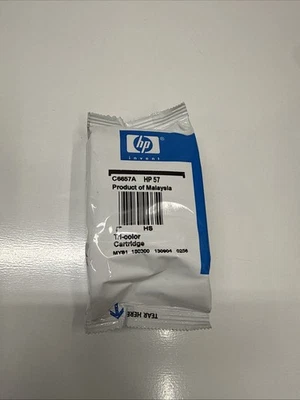 hp
invent
C6657A HP 57
Product of Malaysia
HS
Tri-color
Cartridge
TEAR HERE